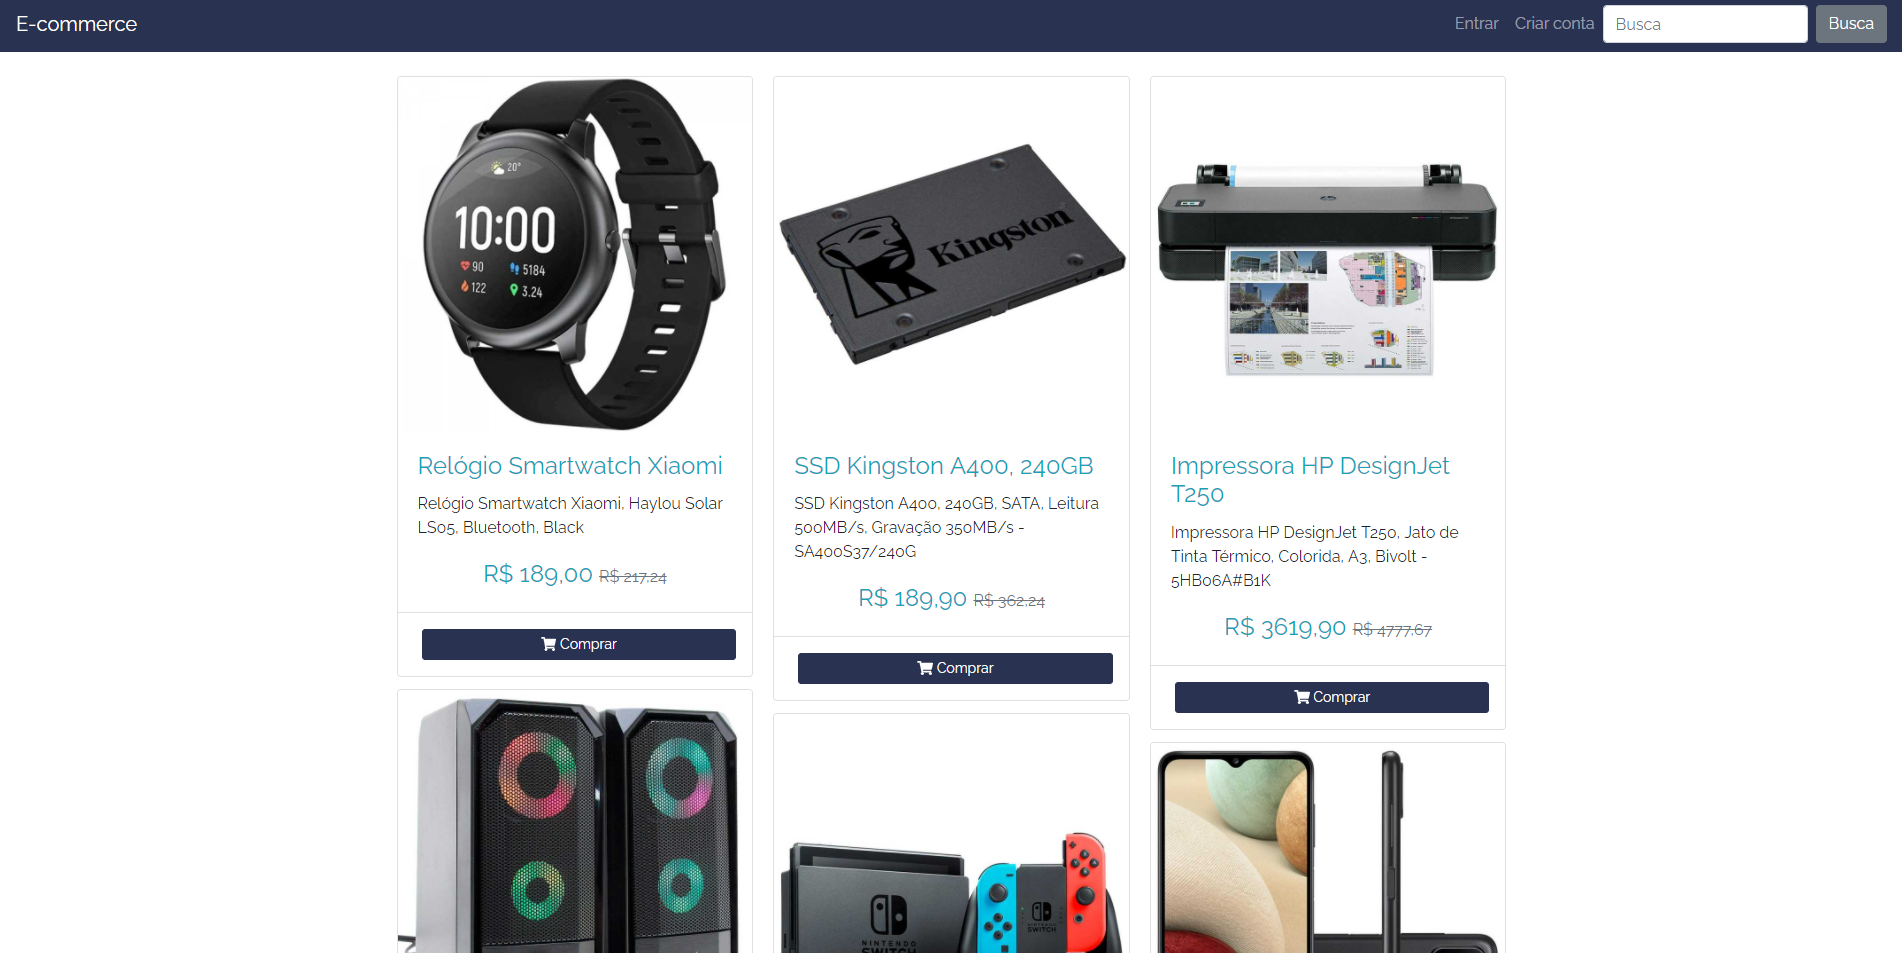 E-commerce
Entrar Criar conta Busca Busca
20°
10:00
90 5184
122 3.24
Kingston
Relógio Smartwatch Xiaomi
Relógio Smartwatch Xiaomi, Haylou Solar
LS05, Bluetooth, Black
R$ 189,00 R$ 217,24
Comprar
SSD Kingston A400, 240GB
SSD Kingston A400, 240GB, SATA, Leitura
500MB/s, Gravação 350MB/s -
SA400S37/240G
R$ 189,90 R$ 362,24
Comprar
Impressora HP DesignJet
T250
Impressora HP DesignJet T250, Jato de
Tinta Térmico, Colorida, A3, Bivolt -
5HB06A#B1K
R$ 3619,90 R$ 4777,67
Comprar
NINTENDO
SWITCH
NINTENDO
SWITCH